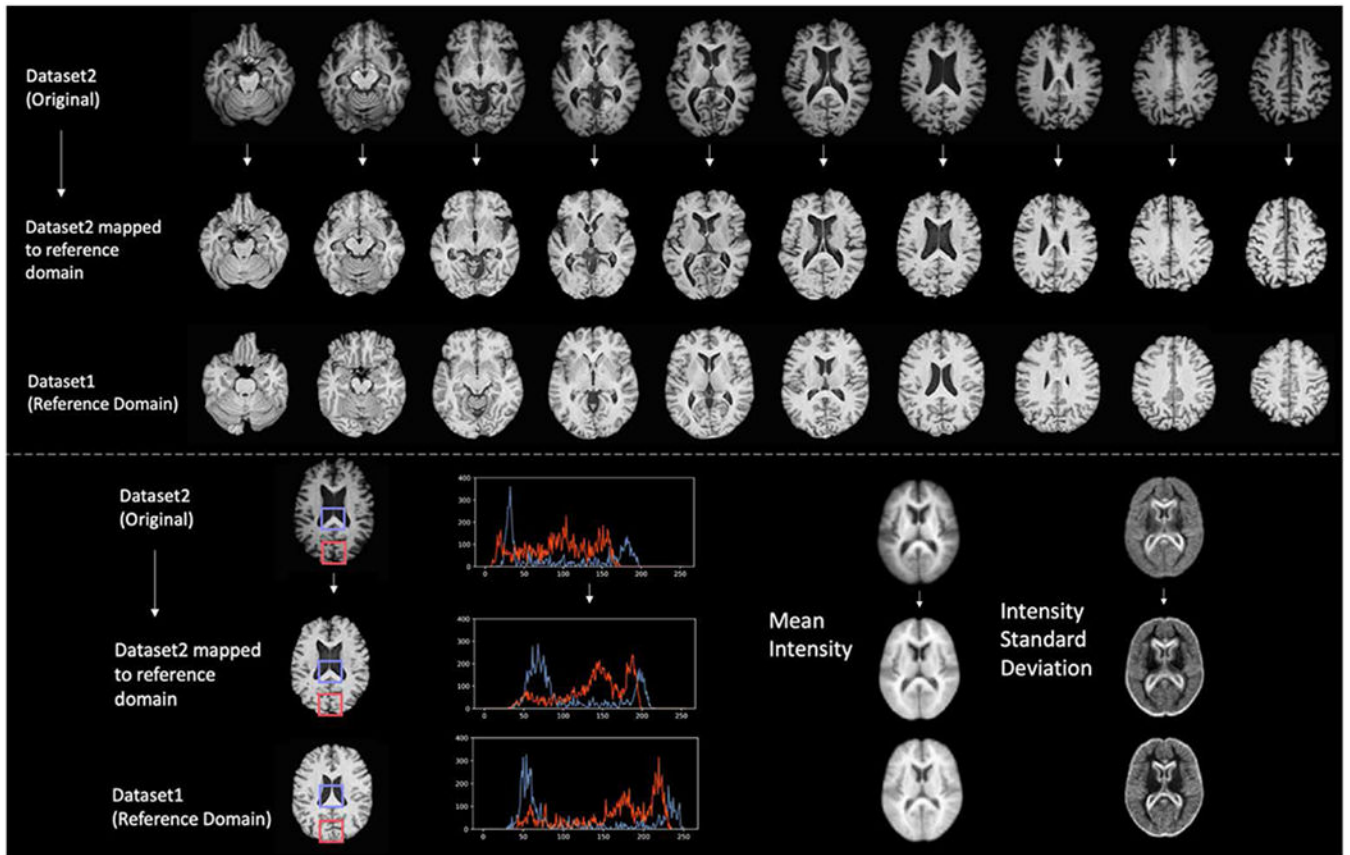 Dataset2
(Original)
Dataset2 mapped
to reference
domain
Dataset1
(Reference Domain)
Dataset2
(Original)
400
300
200
100
0
0 50 100 150 200 250
Dataset2 mapped
to reference
domain
400
300
200
100
0
0 50 100 150 200 250
Mean
Intensity
Intensity
Standard
Deviation
Dataset1
(Reference Domain)
400
300
200
100
0
0 50 100 150 200 250